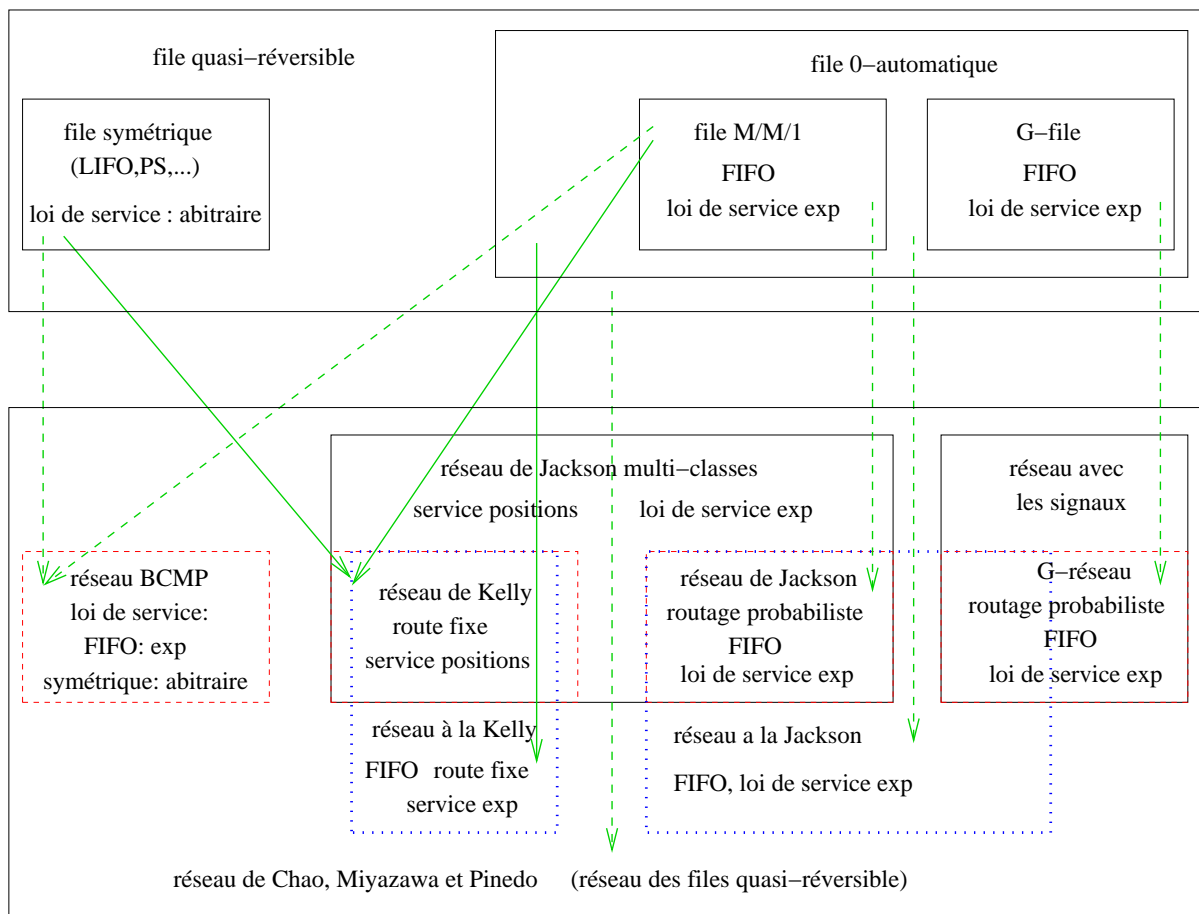 file quasi−réversible
file 0−automatique
file symétrique
(LIFO,PS,...)
loi de service : abitraire
file M/M/1
FIFO
loi de service exp
G−file
FIFO
loi de service exp
réseau de Jackson multi−classes
service positions loi de service exp
réseau avec
les signaux
réseau BCMP
loi de service:
FIFO: exp
symétrique: abitraire
réseau de Kelly
route fixe
service positions
réseau de Jackson
routage probabiliste
FIFO
loi de service exp
G−réseau
routage probabiliste
FIFO
loi de service exp
réseau à la Kelly
FIFO route fixe
service exp
réseau a la Jackson
FIFO, loi de service exp
réseau de Chao, Miyazawa et Pinedo (réseau des files quasi−réversible)